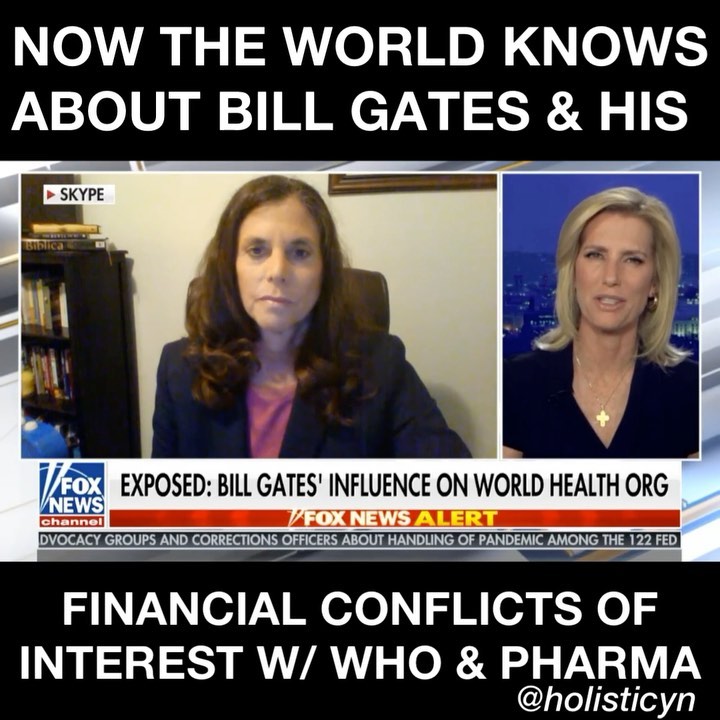 NOW THE WORLD KNOWS
ABOUT BILL GATES & HIS
SKYPE
Biblica
FOX
NEWS
channel
EXPOSED: BILL GATES' INFLUENCE ON WORLD HEALTH ORG
FOX NEWS ALERT
DVOCACY GROUPS AND CORRECTIONS OFFICERS ABOUT HANDLING OF PANDEMIC AMONG THE 122 FED
FINANCIAL CONFLICTS OF
INTEREST W/ WHO & PHARMA
@holisticyn